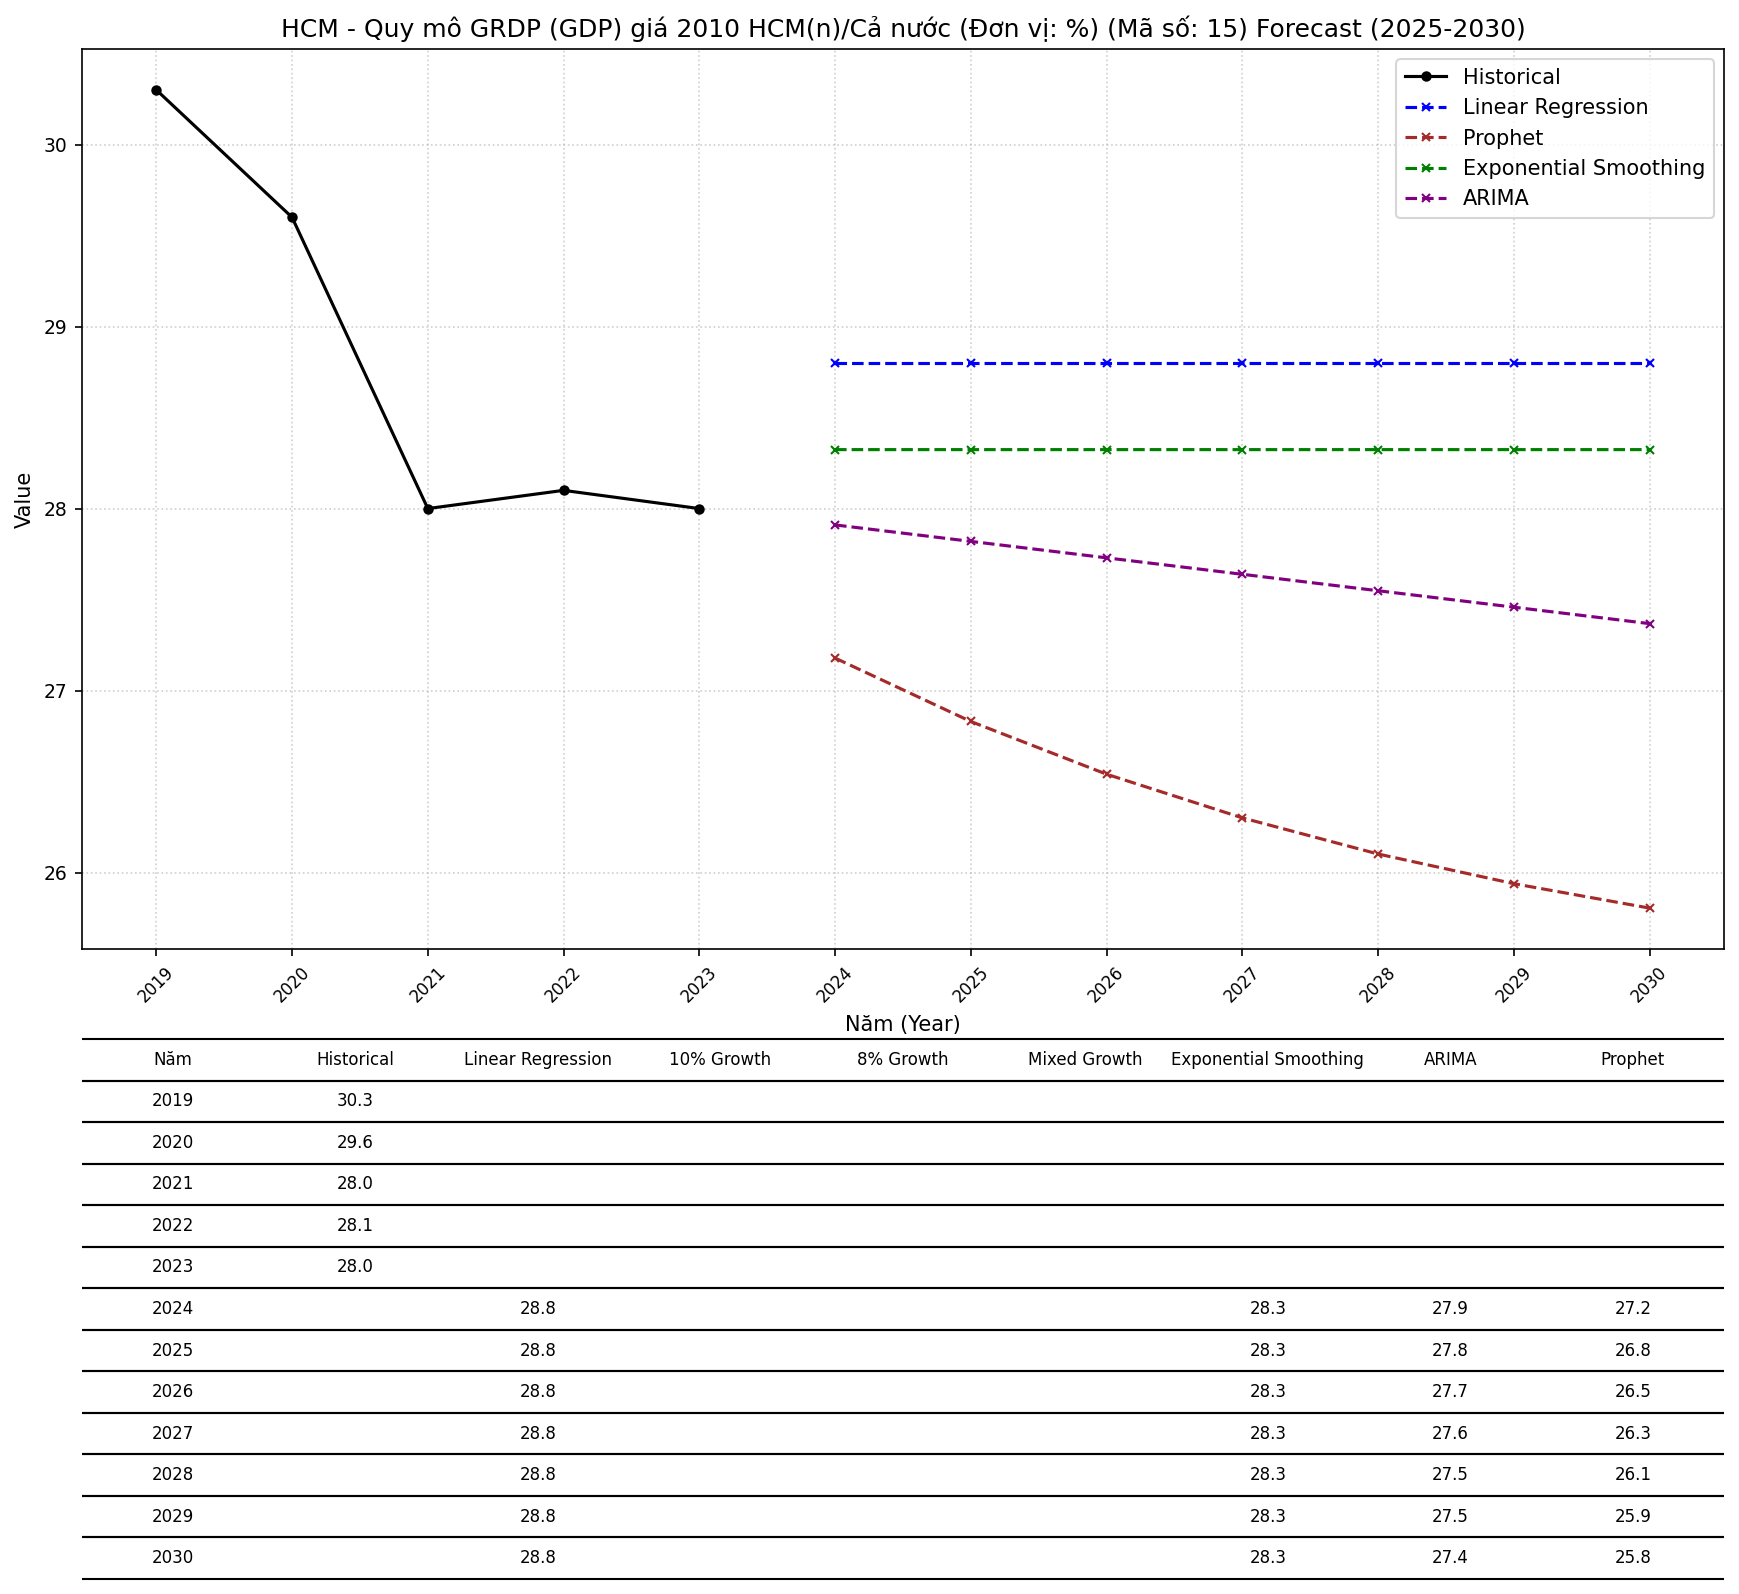 HCM - Quy mô GRDP (GDP) giá 2010 HCM(n)/Cả nước (Đơn vị: %) (Mã số: 15) Forecast (2025-2030)
Historical
Linear Regression
Prophet
Exponential Smoothing
ARIMA
Value
30
29
28
27
26
2019 2020 2021 2022 2023 2024 2025 2026 2027 2028 2029 2030
Năm (Year)
Năm Historical Linear Regression 10% Growth 8% Growth Mixed Growth Exponential Smoothing ARIMA Prophet
2019 30.3
2020 29.6
2021 28.0
2022 28.1
2023 28.0
2024 28.8 28.3 27.9 27.2
2025 28.8 28.3 27.8 26.8
2026 28.8 28.3 27.7 26.5
2027 28.8 28.3 27.6 26.3
2028 28.8 28.3 27.5 26.1
2029 28.8 28.3 27.5 25.9
2030 28.8 28.3 27.4 25.8